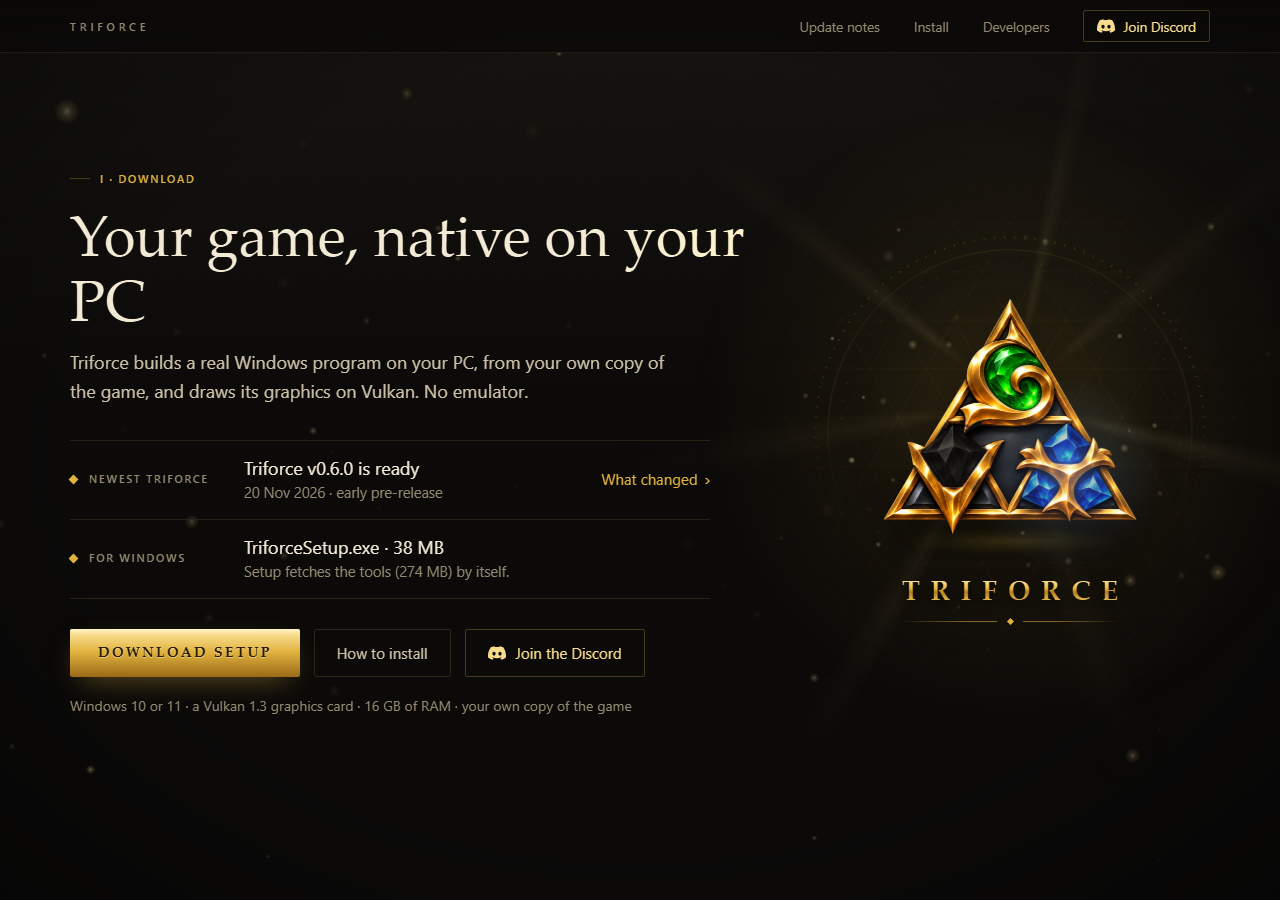 TRIFORCE
Update notes
Install
Developers
Join Discord
I · DOWNLOAD
Your game, native on your
PC
Triforce builds a real Windows program on your PC, from your own copy of
the game, and draws its graphics on Vulkan. No emulator.
NEWEST TRIFORCE
Triforce v0.6.0 is ready
20 Nov 2026 · early pre-release
What changed ›
FOR WINDOWS
TriforceSetup.exe · 38 MB
Setup fetches the tools (274 MB) by itself.
DOWNLOAD SETUP
How to install
Join the Discord
Windows 10 or 11 · a Vulkan 1.3 graphics card · 16 GB of RAM · your own copy of the game
TRIFORCE